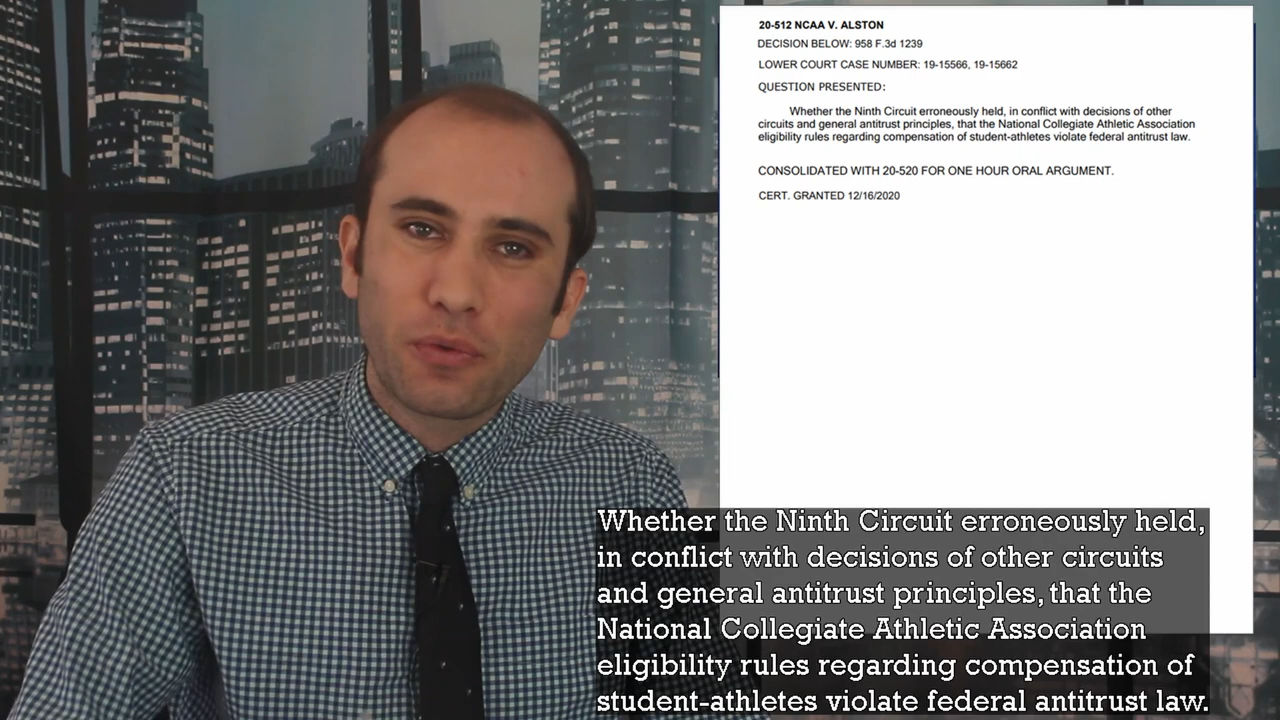 20-512 NCAA V. ALSTON
DECISION BELOW: 958 F.3d 1239
LOWER COURT CASE NUMBER: 19-15566, 19-15662
QUESTION PRESENTED:
Whether the Ninth Circuit erroneously held, in conflict with decisions of other
circuits and general antitrust principles, that the National Collegiate Athletic Association
eligibility rules regarding compensation of student-athletes violate federal antitrust law.
CONSOLIDATED WITH 20-520 FOR ONE HOUR ORAL ARGUMENT.
CERT. GRANTED 12/16/2020
Whether the Ninth Circuit erroneously held,
in conflict with decisions of other circuits
and general antitrust principles, that the
National Collegiate Athletic Association
eligibility rules regarding compensation of
student-athletes violate federal antitrust law.